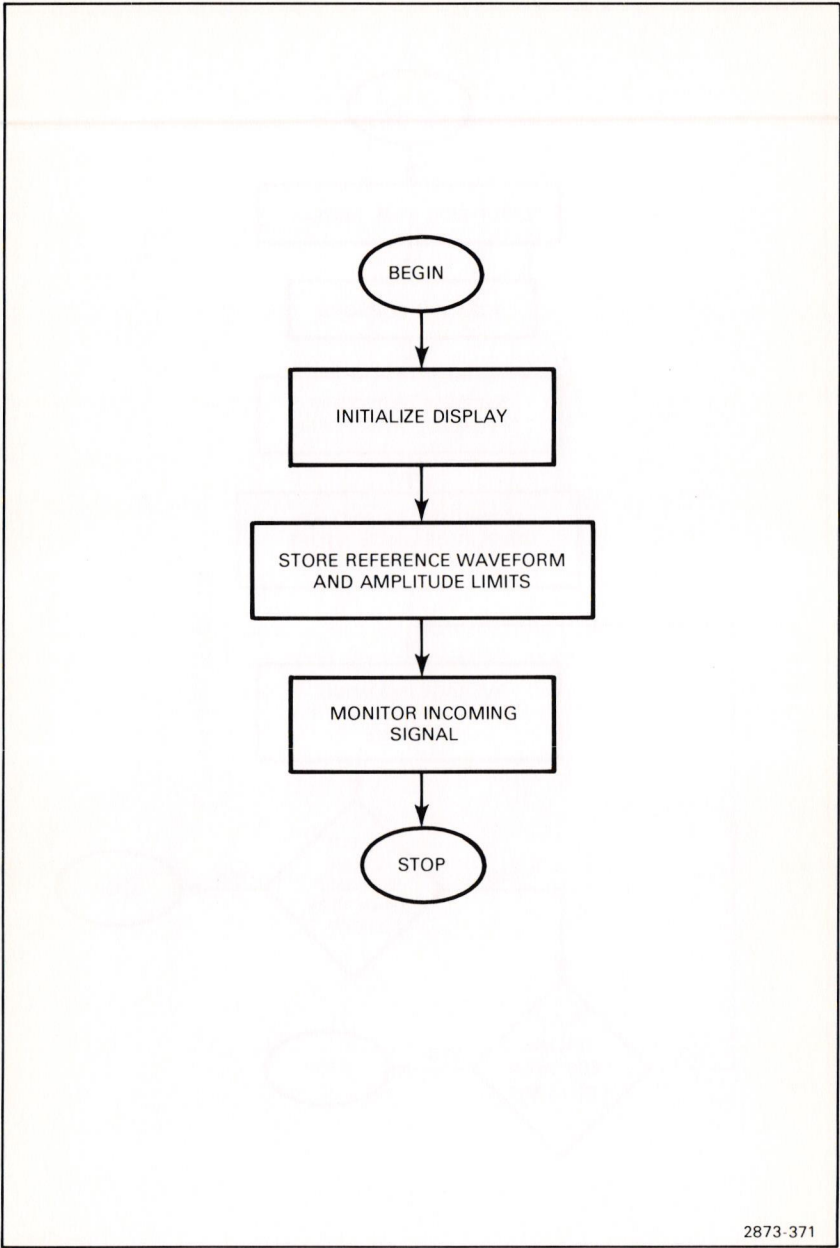 BEGIN
INITIALIZE DISPLAY
STORE REFERENCE WAVEFORM
AND AMPLITUDE LIMITS
MONITOR INCOMING
SIGNAL
STOP
2873-371